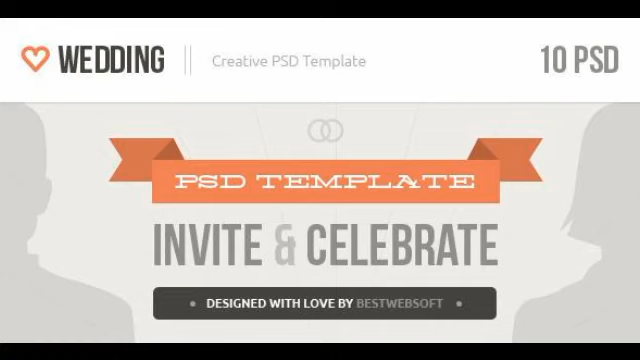 WEDDING
Creative PSD Template
10 PSD
PSD TEMPLATE
INVITE & CELEBRATE
• DESIGNED WITH LOVE BY BESTWEBSOFT •